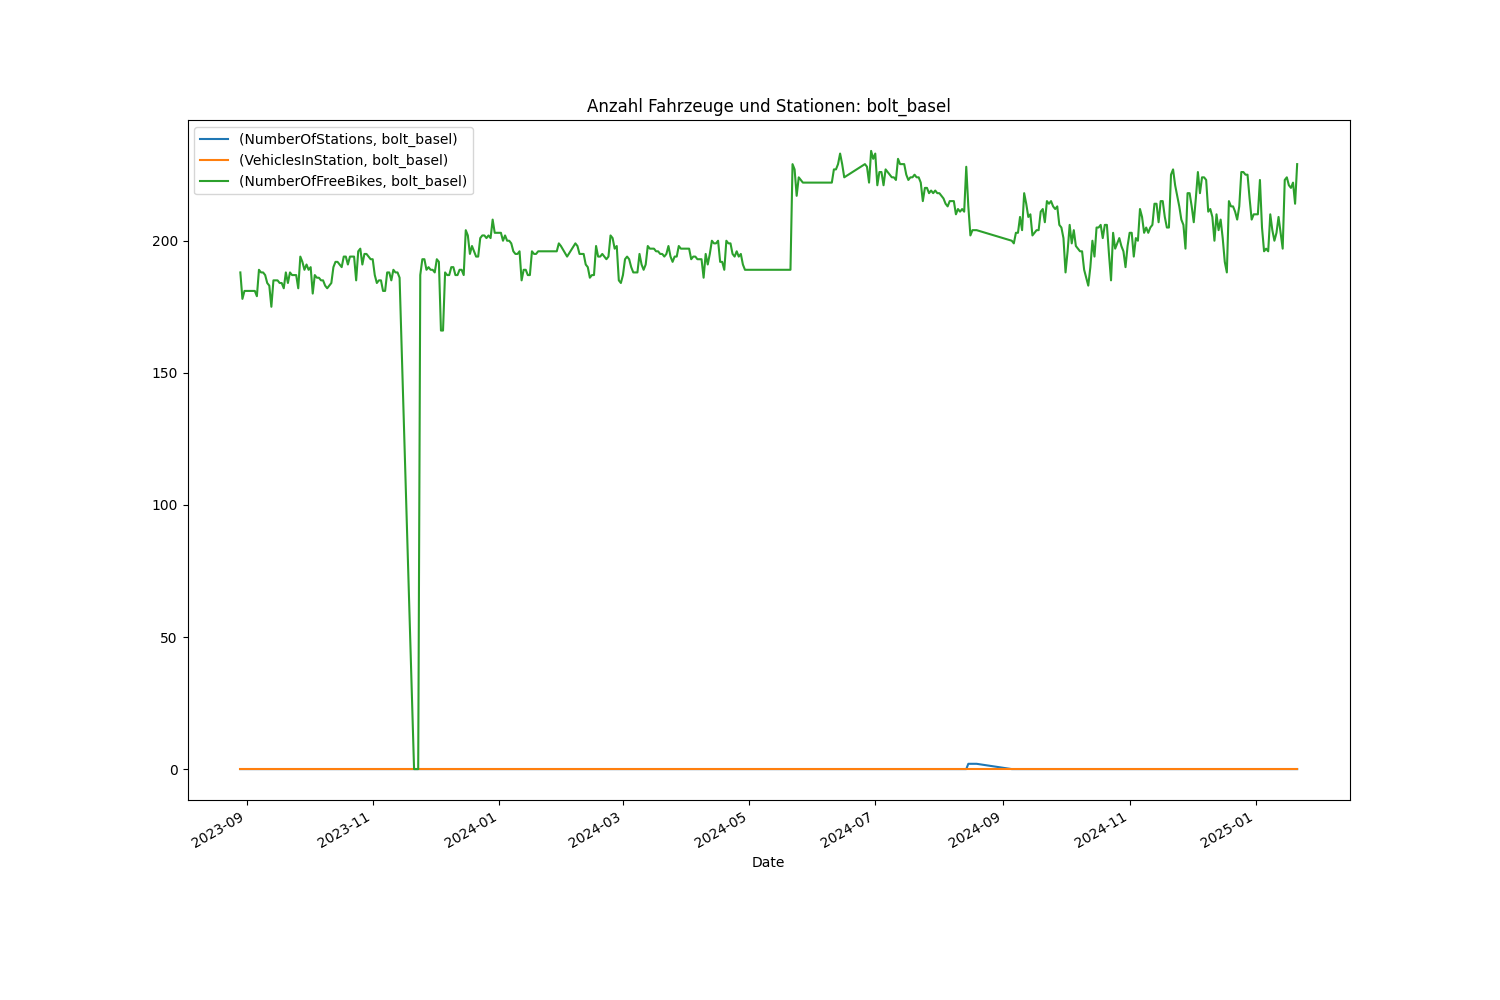 Anzahl Fahrzeuge und Stationen: bolt_basel
(NumberOfStations, bolt_basel)
(VehiclesInStation, bolt_basel)
(NumberOfFreeBikes, bolt_basel)
200
150
100
50
0
2023-09
2023-11
2024-01
2024-03
2024-05
2024-07
2024-09
2024-11
2025-01
Date